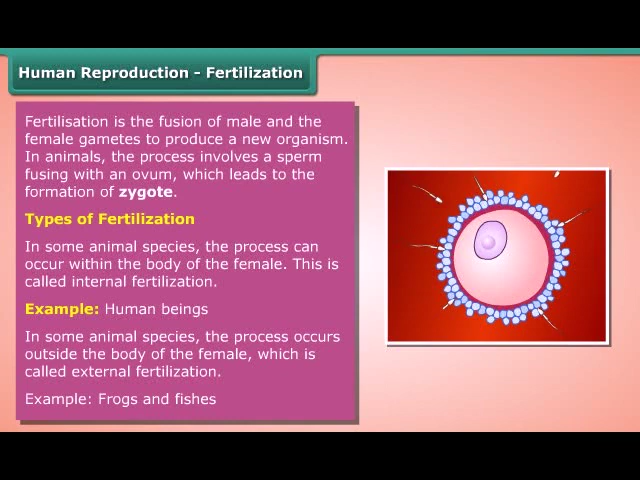 Human Reproduction - Fertilization
Fertilisation is the fusion of male and the
female gametes to produce a new organism.
In animals, the process involves a sperm
fusing with an ovum, which leads to the
formation of zygote.
Types of Fertilization
In some animal species, the process can
occur within the body of the female. This is
called internal fertilization.
Example: Human beings
In some animal species, the process occurs
outside the body of the female, which is
called external fertilization.
Example: Frogs and fishes